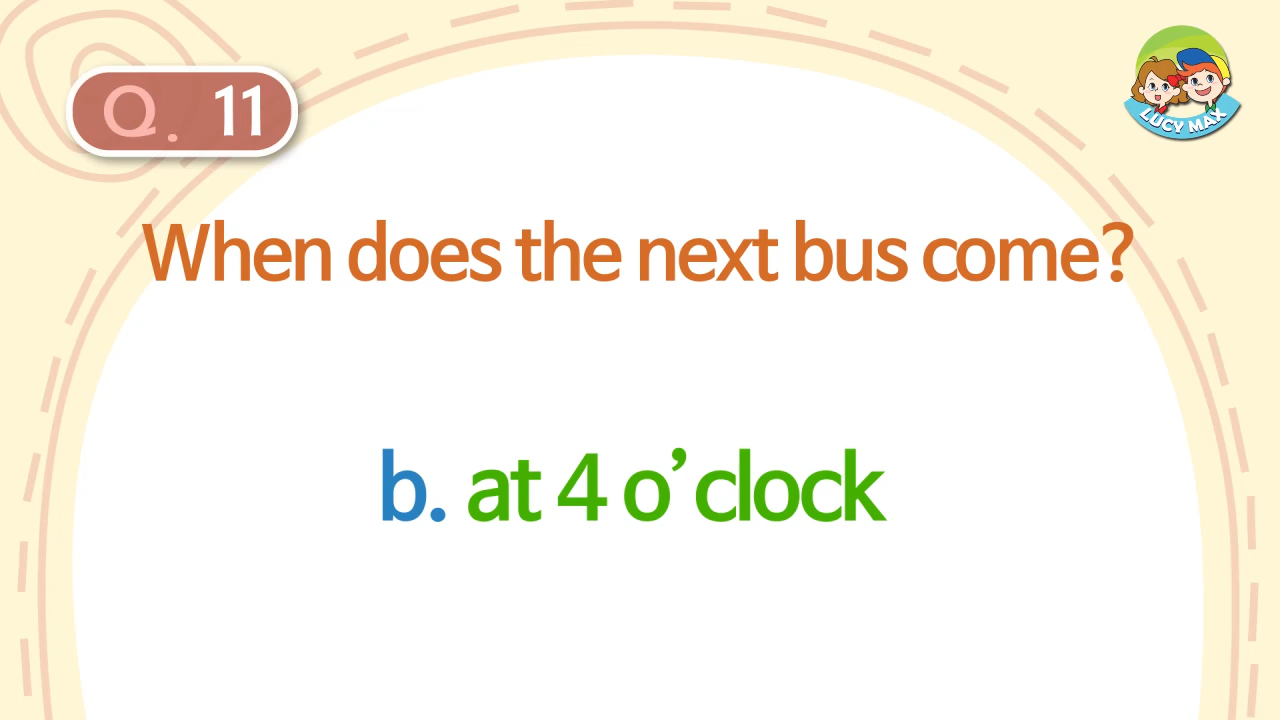 Q. 11
LUCY MAX
When does the next bus come?
b. at 4 o’clock